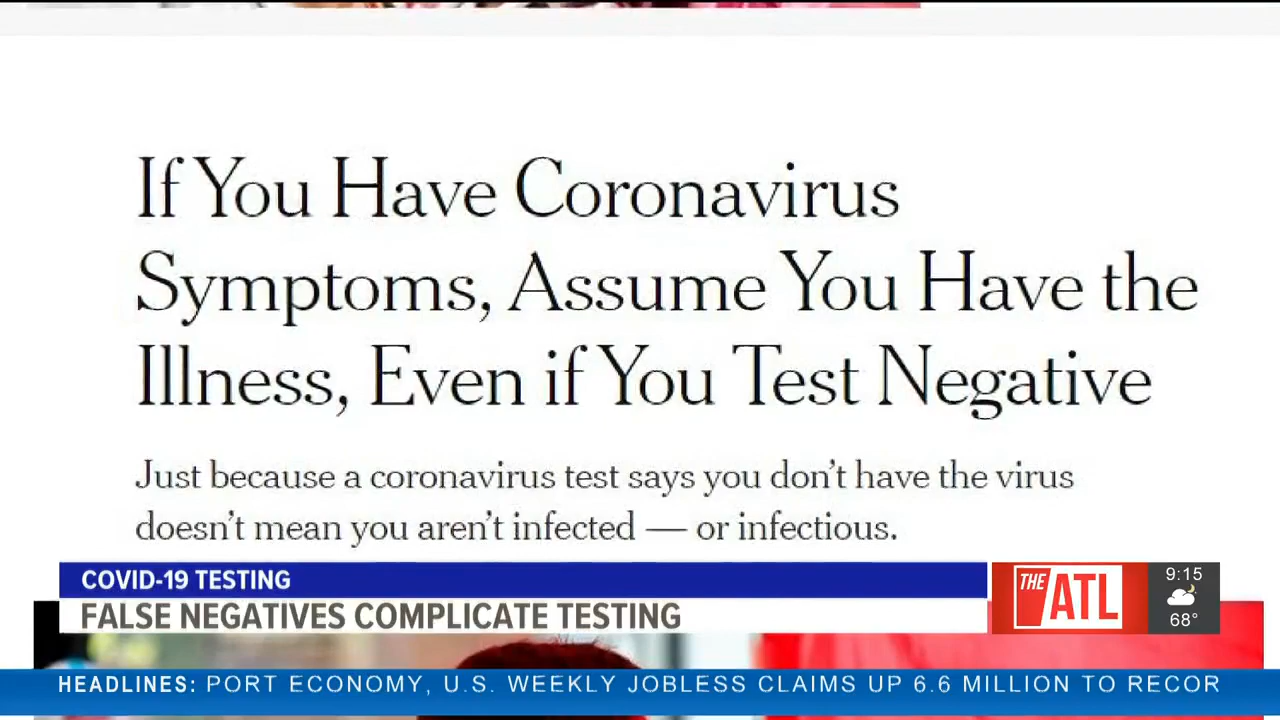 If You Have Coronavirus
Symptoms, Assume You Have the
Illness, Even if You Test Negative
Just because a coronavirus test says you don't have the virus
doesn't mean you aren't infected — or infectious.
COVID-19 TESTING
FALSE NEGATIVES COMPLICATE TESTING
THE ATL
9:15
68°
HEADLINES: PORT ECONOMY, U.S. WEEKLY JOBLESS CLAIMS UP 6.6 MILLION TO RECOR